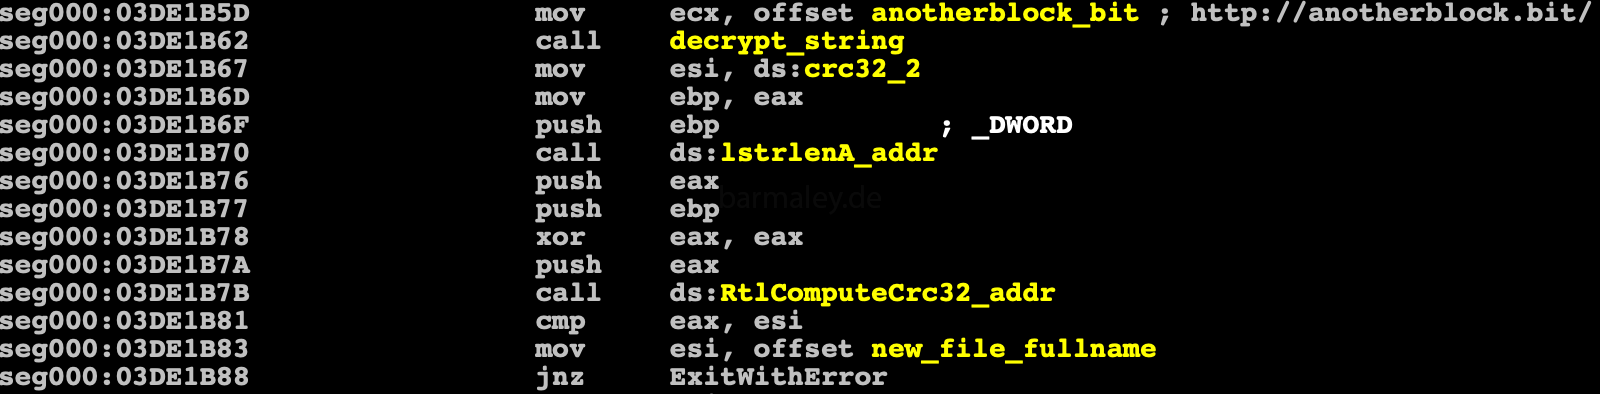 seg000:03DE1B5D mov ecx, offset anotherblock_bit ; http://anotherblock.bit/
seg000:03DE1B62 call decrypt_string
seg000:03DE1B67 mov esi, ds:crc32_2
seg000:03DE1B6D mov ebp, eax
seg000:03DE1B6F push ebp ; _DWORD
seg000:03DE1B70 call ds:lstrlenA_addr
seg000:03DE1B76 push eax
seg000:03DE1B77 push ebp
barmaley.de
seg000:03DE1B78 xor eax, eax
seg000:03DE1B7A push eax
seg000:03DE1B7B call ds:RtlComputeCrc32_addr
seg000:03DE1B81 cmp eax, esi
seg000:03DE1B83 mov esi, offset new_file_fullname
seg000:03DE1B88 jnz ExitWithError